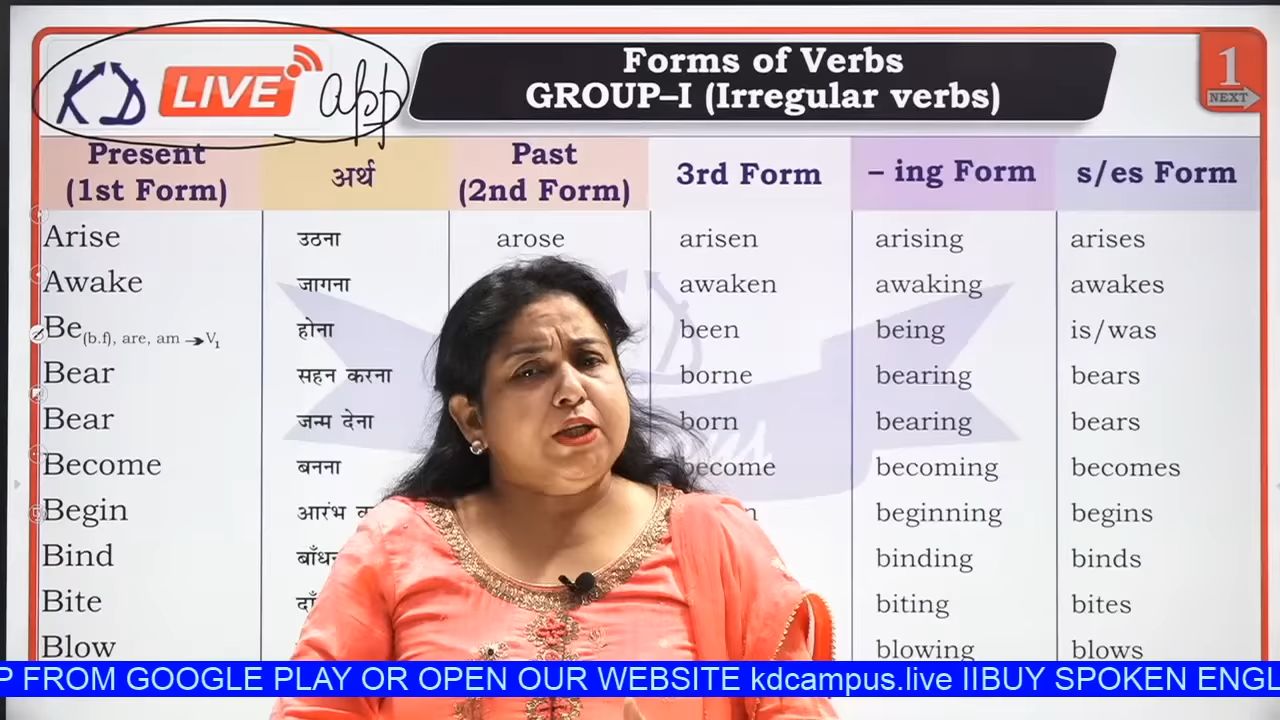 KD LIVE app
Forms of Verbs
GROUP–I (Irregular verbs)
1
NEXT
Present (1st Form) अर्थ Past (2nd Form) 3rd Form – ing Form s/es Form
Arise उठना arose arisen arising arises
Awake जागना awaken awaking awakes
Be (b.f), are, am → V1 होना been being is/was
Bear सहन करना borne bearing bears
Bear जन्म देना born bearing bears
Become बनना become becoming becomes
Begin आरंभ beginning begins
Bind binding binds
Bite biting bites
Blow blowing blows
P FROM GOOGLE PLAY OR OPEN OUR WEBSITE kdcampus.live IIBUY SPOKEN ENGL